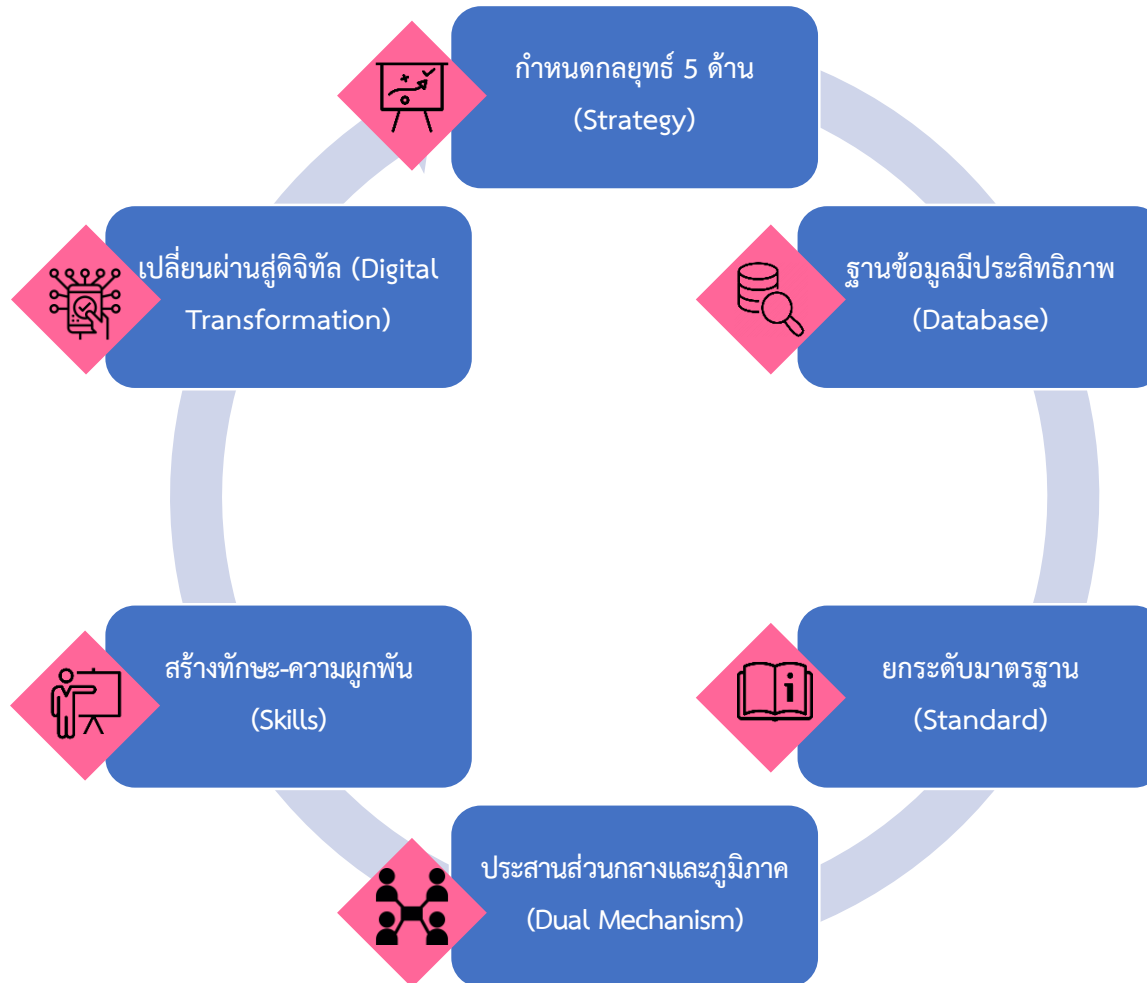 กำหนดกลยุทธ์ 5 ด้าน
(Strategy)
เปลี่ยนผ่านสู่ดิจิทัล (Digital
Transformation)
ฐานข้อมูลมีประสิทธิภาพ
(Database)
สร้างทักษะ-ความผูกพัน
(Skills)
ยกระดับมาตรฐาน
(Standard)
ประสานส่วนกลางและภูมิภาค
(Dual Mechanism)